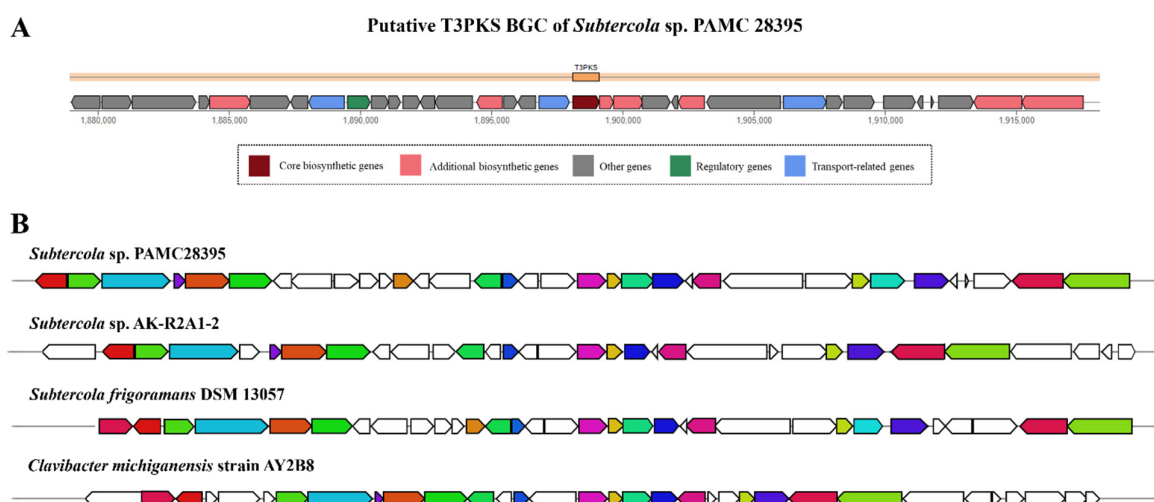 A
Putative T3PKS BGC of Subtercola sp. PAMC 28395
T3PKS
1,880,000 1,885,000 1,890,000 1,895,000 1,900,000 1,905,000 1,910,000 1,915,000
Core biosynthetic genes Additional biosynthetic genes Other genes Regulatory genes Transport-related genes
B
Subtercola sp. PAMC28395
Subtercola sp. AK-R2A1-2
Subtercola frigoramans DSM 13057
Clavibacter michiganensis strain AY2B8